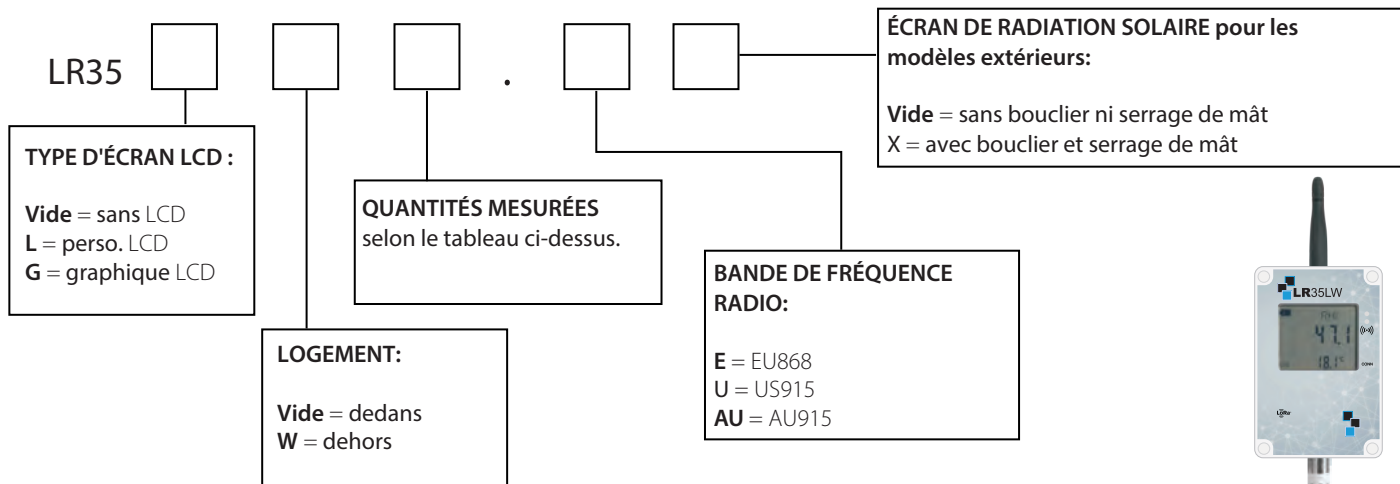 LR35 .
ÉCRAN DE RADIATION SOLAIRE pour les
modèles extérieurs:
Vide = sans bouclier ni serrage de mât
X = avec bouclier et serrage de mât
TYPE D'ÉCRAN LCD :
Vide = sans LCD
L = perso. LCD
G = graphique LCD
QUANTITÉS MESURÉES
selon le tableau ci-dessus.
LOGEMENT:
Vide = dedans
W = dehors
BANDE DE FRÉQUENCE
RADIO:
E = EU868
U = US915
AU = AU915
LR35LW
47.1
18.1